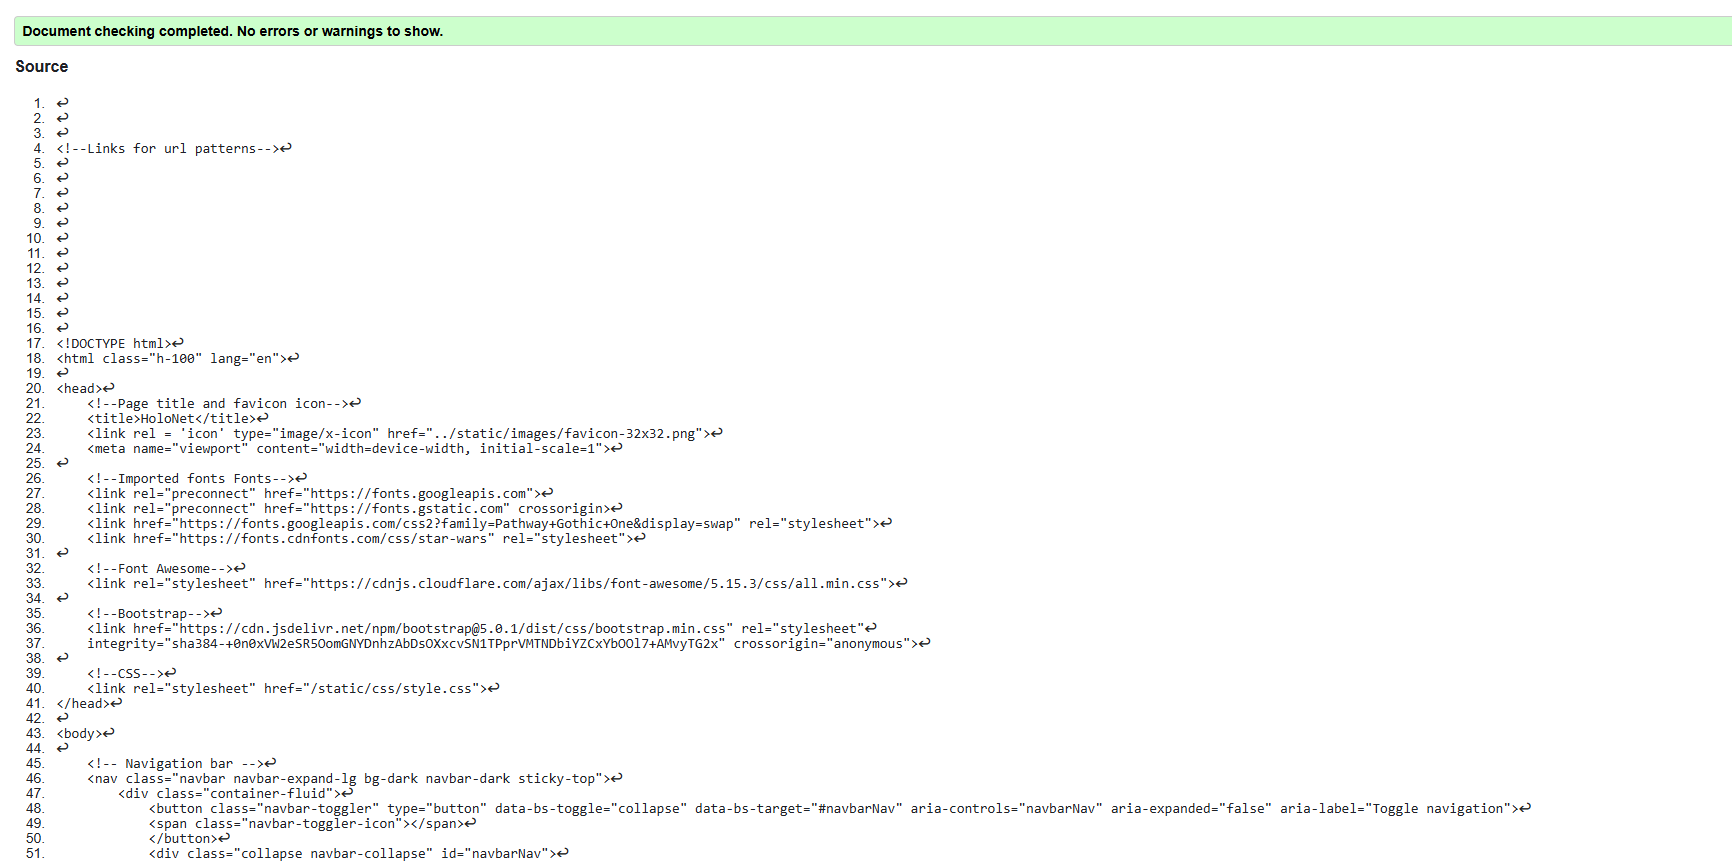 Document checking completed. No errors or warnings to show.
Source
1. ↩
2. ↩
3. ↩
4. <!--Links for url patterns-->↩
5. ↩
6. ↩
7. ↩
8. ↩
9. ↩
10. ↩
11. ↩
12. ↩
13. ↩
14. ↩
15. ↩
16. ↩
17. <!DOCTYPE html>↩
18. <html class="h-100" lang="en">↩
19. ↩
20. <head>↩
21.     <!--Page title and favicon icon-->↩
22.     <title>HoloNet</title>↩
23.     <link rel = 'icon' type="image/x-icon" href="../static/images/favicon-32x32.png">↩
24.     <meta name="viewport" content="width=device-width, initial-scale=1">↩
25. ↩
26.     <!--Imported fonts Fonts-->↩
27.     <link rel="preconnect" href="https://fonts.googleapis.com">↩
28.     <link rel="preconnect" href="https://fonts.gstatic.com" crossorigin>↩
29.     <link href="https://fonts.googleapis.com/css2?family=Pathway+Gothic+One&display=swap" rel="stylesheet">↩
30.     <link href="https://fonts.cdnfonts.com/css/star-wars" rel="stylesheet">↩
31. ↩
32.     <!--Font Awesome-->↩
33.     <link rel="stylesheet" href="https://cdnjs.cloudflare.com/ajax/libs/font-awesome/5.15.3/css/all.min.css">↩
34. ↩
35.     <!--Bootstrap-->↩
36.     <link href="https://cdn.jsdelivr.net/npm/bootstrap@5.0.1/dist/css/bootstrap.min.css" rel="stylesheet"↩
37.     integrity="sha384-+0n0xVW2eSR5OomGNYDnhzAbDsOXxcvSN1TPprVMTNDbiYZCxYbOOl7+AMvyTG2x" crossorigin="anonymous">↩
38. ↩
39.     <!--CSS-->↩
40.     <link rel="stylesheet" href="/static/css/style.css">↩
41. </head>↩
42. ↩
43. <body>↩
44. ↩
45.     <!-- Navigation bar -->↩
46.     <nav class="navbar navbar-expand-lg bg-dark navbar-dark sticky-top">↩
47.         <div class="container-fluid">↩
48.             <button class="navbar-toggler" type="button" data-bs-toggle="collapse" data-bs-target="#navbarNav" aria-controls="navbarNav" aria-expanded="false" aria-label="Toggle navigation">↩
49.             <span class="navbar-toggler-icon"></span>↩
50.             </button>↩
51.             <div class="collapse navbar-collapse" id="navbarNav">↩